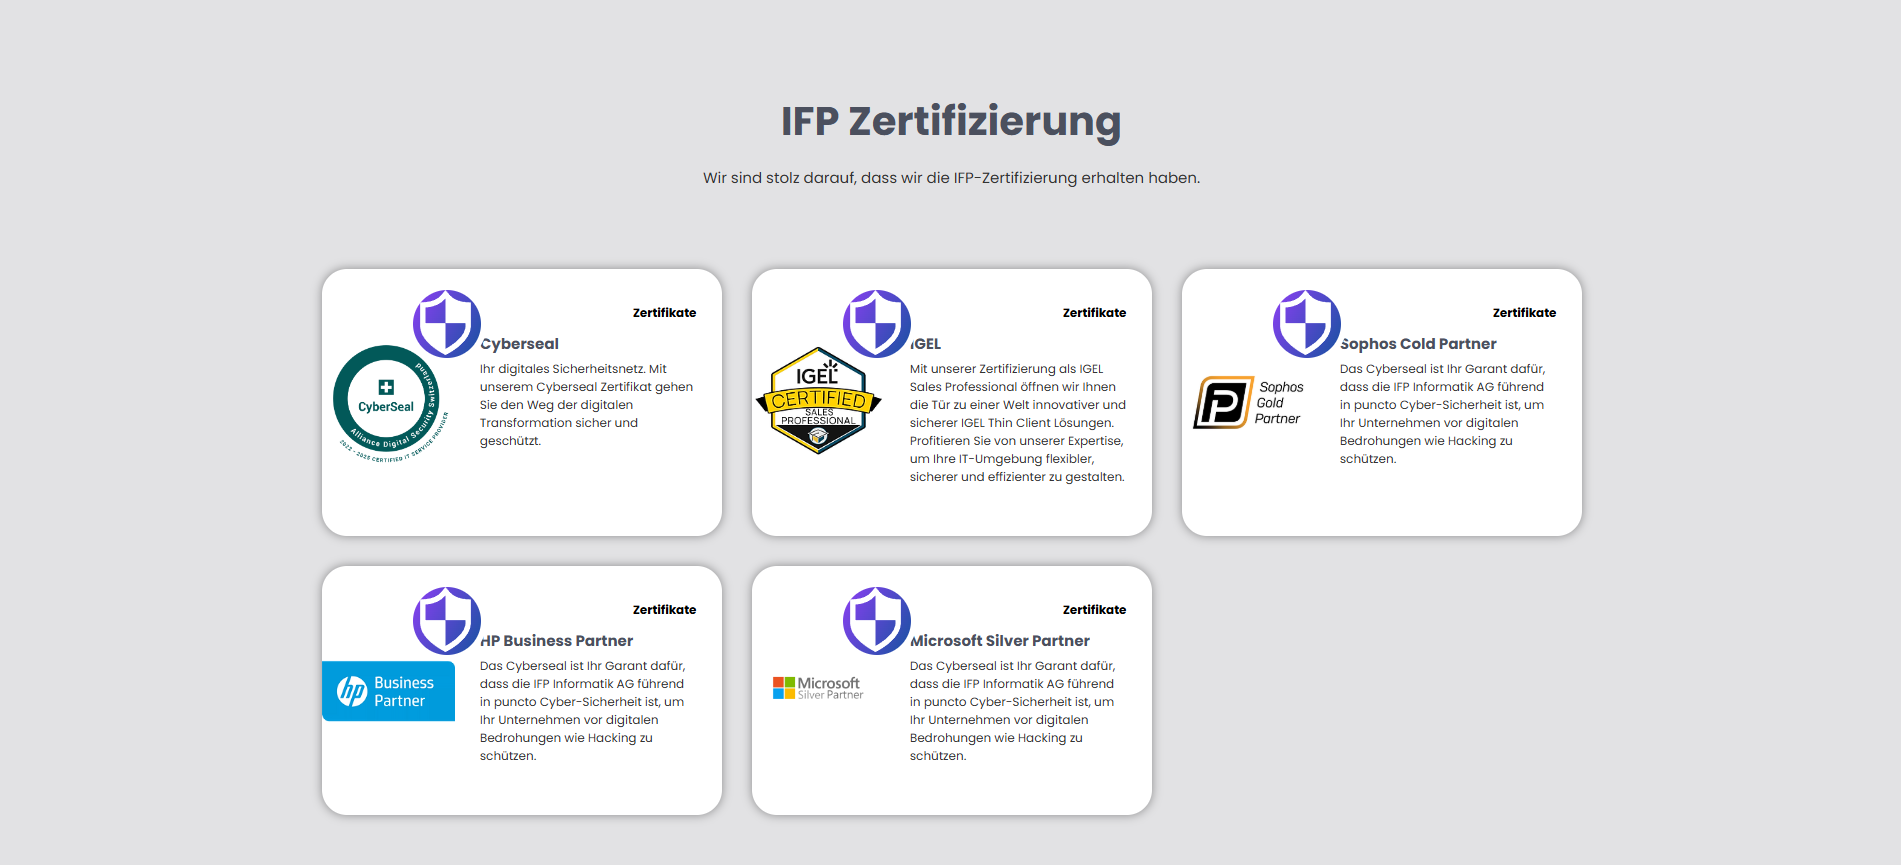 IFP Zertifizierung
Wir sind stolz darauf, dass wir die IFP-Zertifizierung erhalten haben.
Zertifikate
Cyberseal
Ihr digitales Sicherheitsnetz. Mit
unserem Cyberseal Zertifikat gehen
Sie den Weg der digitalen
Transformation sicher und
geschützt.
CyberSeal
Alliance Digital Security Switzerland
2022 - 2025 CERTIFIED IT SERVICE PROVIDER
Zertifikate
IGEL
Mit unserer Zertifizierung als IGEL
Sales Professional öffnen wir Ihnen
die Tür zu einer Welt innovativer und
sicherer IGEL Thin Client Lösungen.
Profitieren Sie von unserer Expertise,
um Ihre IT-Umgebung flexibler,
sicherer und effizienter zu gestalten.
IGEL
CERTIFIED
SALES
PROFESSIONAL
Zertifikate
Sophos Cold Partner
Das Cyberseal ist Ihr Garant dafür,
dass die IFP Informatik AG führend
in puncto Cyber-Sicherheit ist, um
Ihr Unternehmen vor digitalen
Bedrohungen wie Hacking zu
schützen.
Sophos
Gold
Partner
Zertifikate
HP Business Partner
Das Cyberseal ist Ihr Garant dafür,
dass die IFP Informatik AG führend
in puncto Cyber-Sicherheit ist, um
Ihr Unternehmen vor digitalen
Bedrohungen wie Hacking zu
schützen.
hp
Business
Partner
Zertifikate
Microsoft Silver Partner
Das Cyberseal ist Ihr Garant dafür,
dass die IFP Informatik AG führend
in puncto Cyber-Sicherheit ist, um
Ihr Unternehmen vor digitalen
Bedrohungen wie Hacking zu
schützen.
Microsoft
Silver Partner